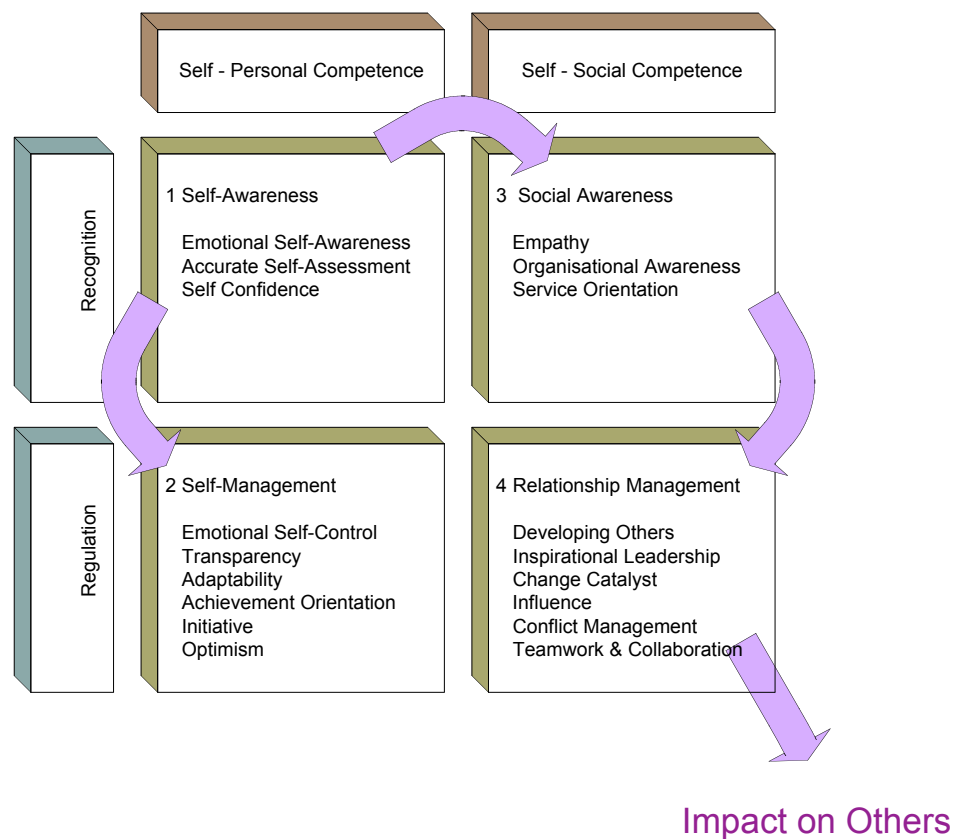 Self - Personal Competence
Self - Social Competence
Recognition
1 Self-Awareness
Emotional Self-Awareness
Accurate Self-Assessment
Self Confidence
3 Social Awareness
Empathy
Organisational Awareness
Service Orientation
Regulation
2 Self-Management
Emotional Self-Control
Transparency
Adaptability
Achievement Orientation
Initiative
Optimism
4 Relationship Management
Developing Others
Inspirational Leadership
Change Catalyst
Influence
Conflict Management
Teamwork & Collaboration
Impact on Others